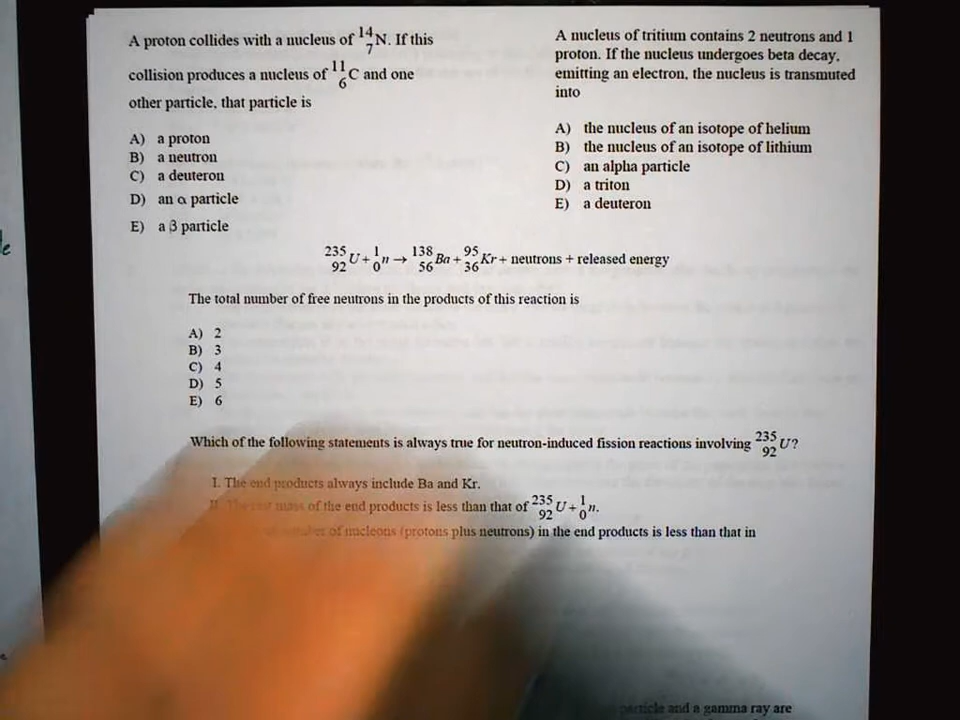 A proton collides with a nucleus of ¹⁴₇N. If this
collision produces a nucleus of ¹¹₆C and one
other particle, that particle is
A) a proton
B) a neutron
C) a deuteron
D) an α particle
E) a β particle
A nucleus of tritium contains 2 neutrons and 1
proton. If the nucleus undergoes beta decay,
emitting an electron, the nucleus is transmuted
into
A) the nucleus of an isotope of helium
B) the nucleus of an isotope of lithium
C) an alpha particle
D) a triton
E) a deuteron
²³⁵₉₂U + ¹₀n → ¹³⁸₅₆Ba + ⁹⁵₃₆Kr + neutrons + released energy
The total number of free neutrons in the products of this reaction is
A) 2
B) 3
C) 4
D) 5
E) 6
Which of the following statements is always true for neutron-induced fission reactions involving ²³⁵₉₂U?
I. The end products always include Ba and Kr.
mass of the end products is less than that of ²³⁵₉₂U + ¹₀n.
of nucleons (protons plus neutrons) in the end products is less than that in
particle and a gamma ray are